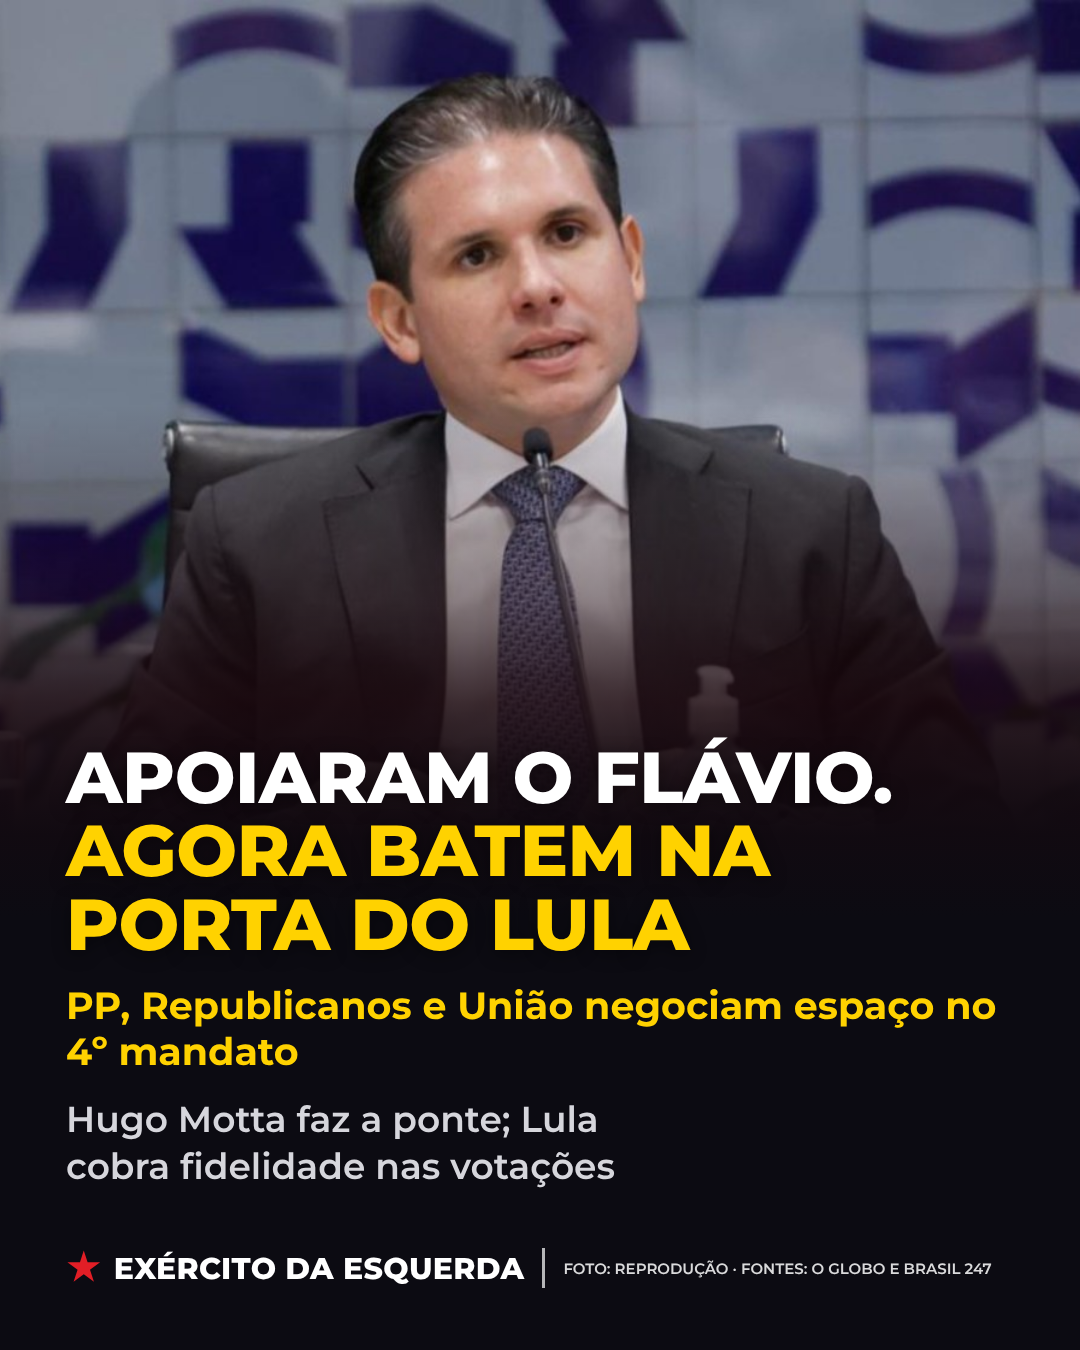 APOIARAM O FLÁVIO.
AGORA BATEM NA
PORTA DO LULA
PP, Republicanos e União negociam espaço no
4º mandato
Hugo Motta faz a ponte; Lula
cobra fidelidade nas votações
EXÉRCITO DA ESQUERDA
FOTO: REPRODUÇÃO · FONTES: O GLOBO E BRASIL 247